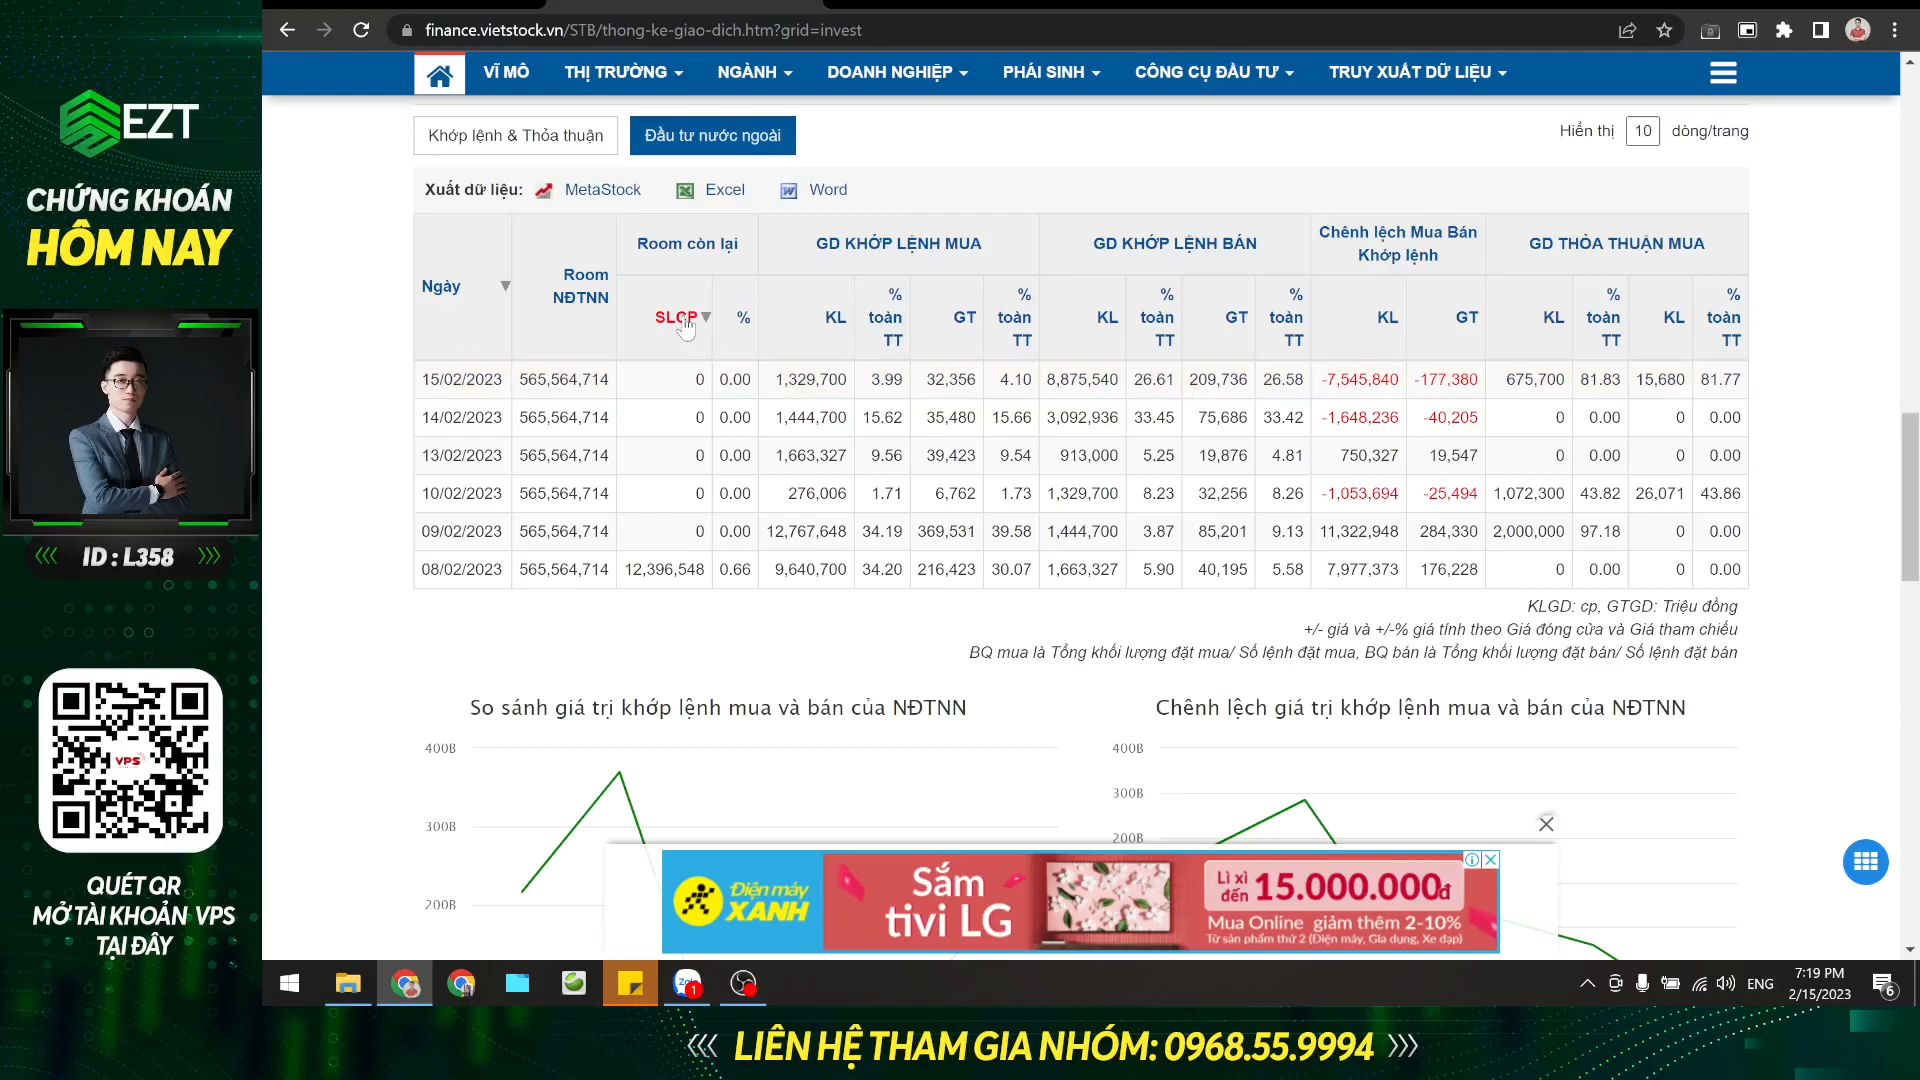 finance.vietstock.vn/STB/thong-ke-giao-dich.htm?grid=invest
VĨ MÔ THỊ TRƯỜNG NGÀNH DOANH NGHIỆP PHÁI SINH CÔNG CỤ ĐẦU TƯ TRUY XUẤT DỮ LIỆU
EZT
CHỨNG KHOÁN
HÔM NAY
ID : L358
VPS
QUÉT QR
MỞ TÀI KHOẢN VPS
TẠI ĐÂY
Khớp lệnh & Thỏa thuận Đầu tư nước ngoài Hiển thị 10 dòng/trang
Xuất dữ liệu: MetaStock Excel Word
Ngày Room NĐTNN Room còn lại GD KHỚP LỆNH MUA GD KHỚP LỆNH BÁN Chênh lệch Mua Bán Khớp lệnh GD THỎA THUẬN MUA
SLCP % KL % toàn TT GT % toàn TT KL % toàn TT GT % toàn TT KL GT KL % toàn TT KL % toàn TT
15/02/2023 565,564,714 0 0.00 1,329,700 3.99 32,356 4.10 8,875,540 26.61 209,736 26.58 -7,545,840 -177,380 675,700 81.83 15,680 81.77
14/02/2023 565,564,714 0 0.00 1,444,700 15.62 35,480 15.66 3,092,936 33.45 75,686 33.42 -1,648,236 -40,205 0 0.00 0 0.00
13/02/2023 565,564,714 0 0.00 1,663,327 9.56 39,423 9.54 913,000 5.25 19,876 4.81 750,327 19,547 0 0.00 0 0.00
10/02/2023 565,564,714 0 0.00 276,006 1.71 6,762 1.73 1,329,700 8.23 32,256 8.26 -1,053,694 -25,494 1,072,300 43.82 26,071 43.86
09/02/2023 565,564,714 0 0.00 12,767,648 34.19 369,531 39.58 1,444,700 3.87 85,201 9.13 11,322,948 284,330 2,000,000 97.18 0 0.00
08/02/2023 565,564,714 12,396,548 0.66 9,640,700 34.20 216,423 30.07 1,663,327 5.90 40,195 5.58 7,977,373 176,228 0 0.00 0 0.00
KLGD: cp, GTGD: Triệu đồng
+/- giá và +/-% giá tính theo Giá đóng cửa và Giá tham chiếu
BQ mua là Tổng khối lượng đặt mua/ Số lệnh đặt mua, BQ bán là Tổng khối lượng đặt bán/ Số lệnh đặt bán
So sánh giá trị khớp lệnh mua và bán của NĐTNN
400B
300B
200B
Chênh lệch giá trị khớp lệnh mua và bán của NĐTNN
400B
300B
200B
Điện máy
XANH
Sắm
tivi LG
Lì xì
đến 15.000.000đ
Mua Online giảm thêm 2-10%
Từ sản phẩm thứ 2 (Điện máy, Gia dụng, Xe đạp)
Zalo
1
ENG
7:19 PM
2/15/2023
6
LIÊN HỆ THAM GIA NHÓM: 0968.55.9994